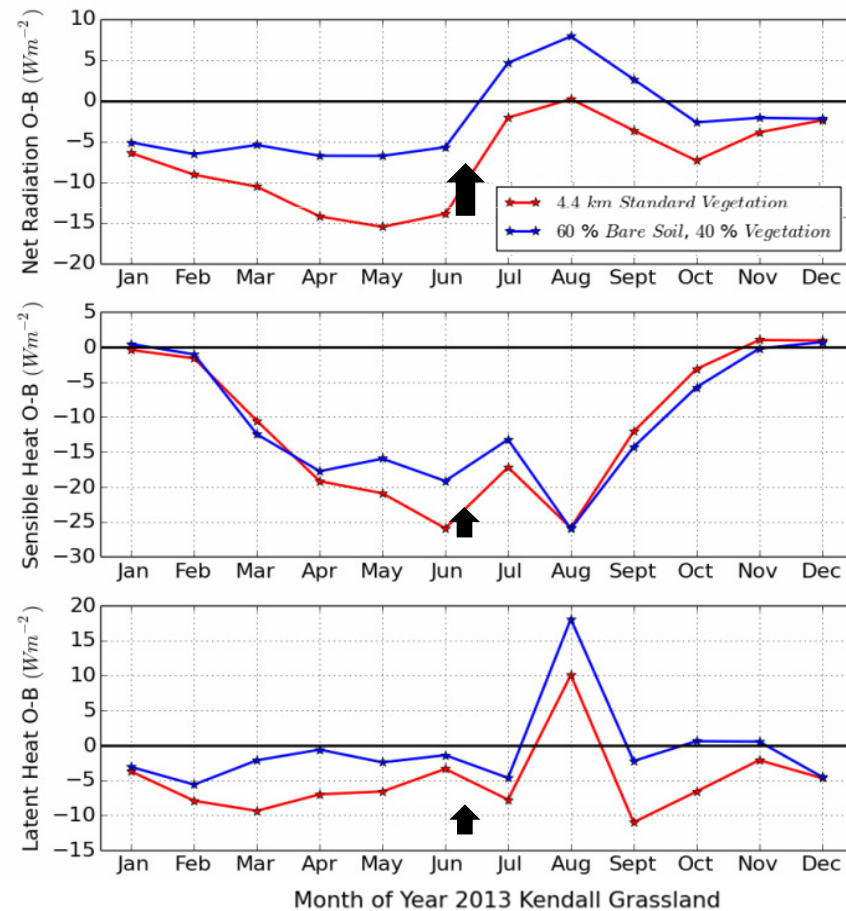 Net Radiation O-B (Wm⁻²)
10
5
0
−5
−10
−15
−20
4.4 km Standard Vegetation
60 % Bare Soil, 40 % Vegetation
Jan Feb Mar Apr May Jun Jul Aug Sept Oct Nov Dec
Sensible Heat O-B (Wm⁻²)
5
0
−5
−10
−15
−20
−25
−30
Jan Feb Mar Apr May Jun Jul Aug Sept Oct Nov Dec
Latent Heat O-B (Wm⁻²)
20
15
10
5
0
−5
−10
−15
Jan Feb Mar Apr May Jun Jul Aug Sept Oct Nov Dec
Month of Year 2013 Kendall Grassland